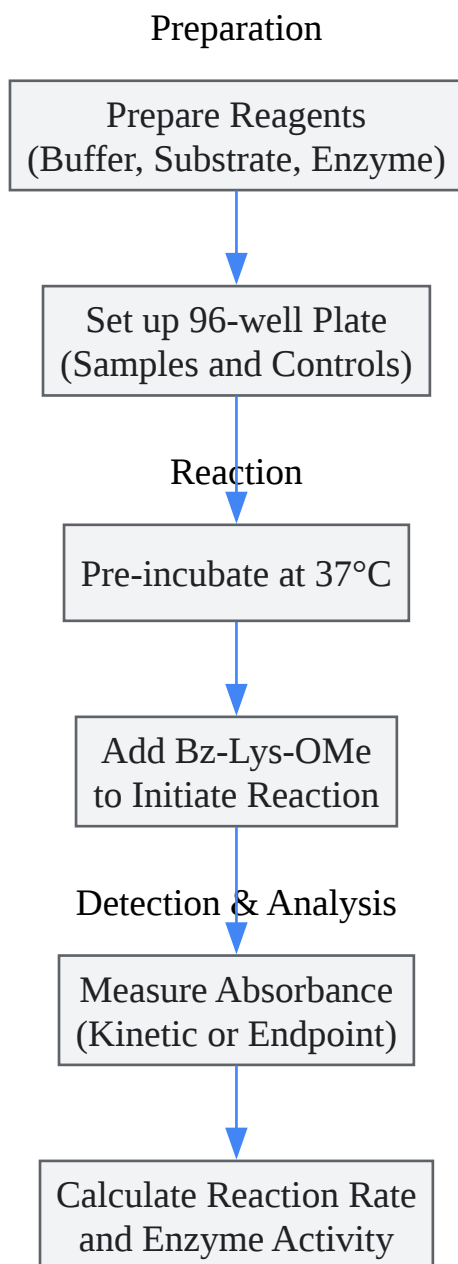 Preparation
Prepare Reagents
(Buffer, Substrate, Enzyme)
Set up 96-well Plate
(Samples and Controls)
Reaction
Pre-incubate at 37°C
Add Bz-Lys-OMe
to Initiate Reaction
Detection & Analysis
Measure Absorbance
(Kinetic or Endpoint)
Calculate Reaction Rate
and Enzyme Activity